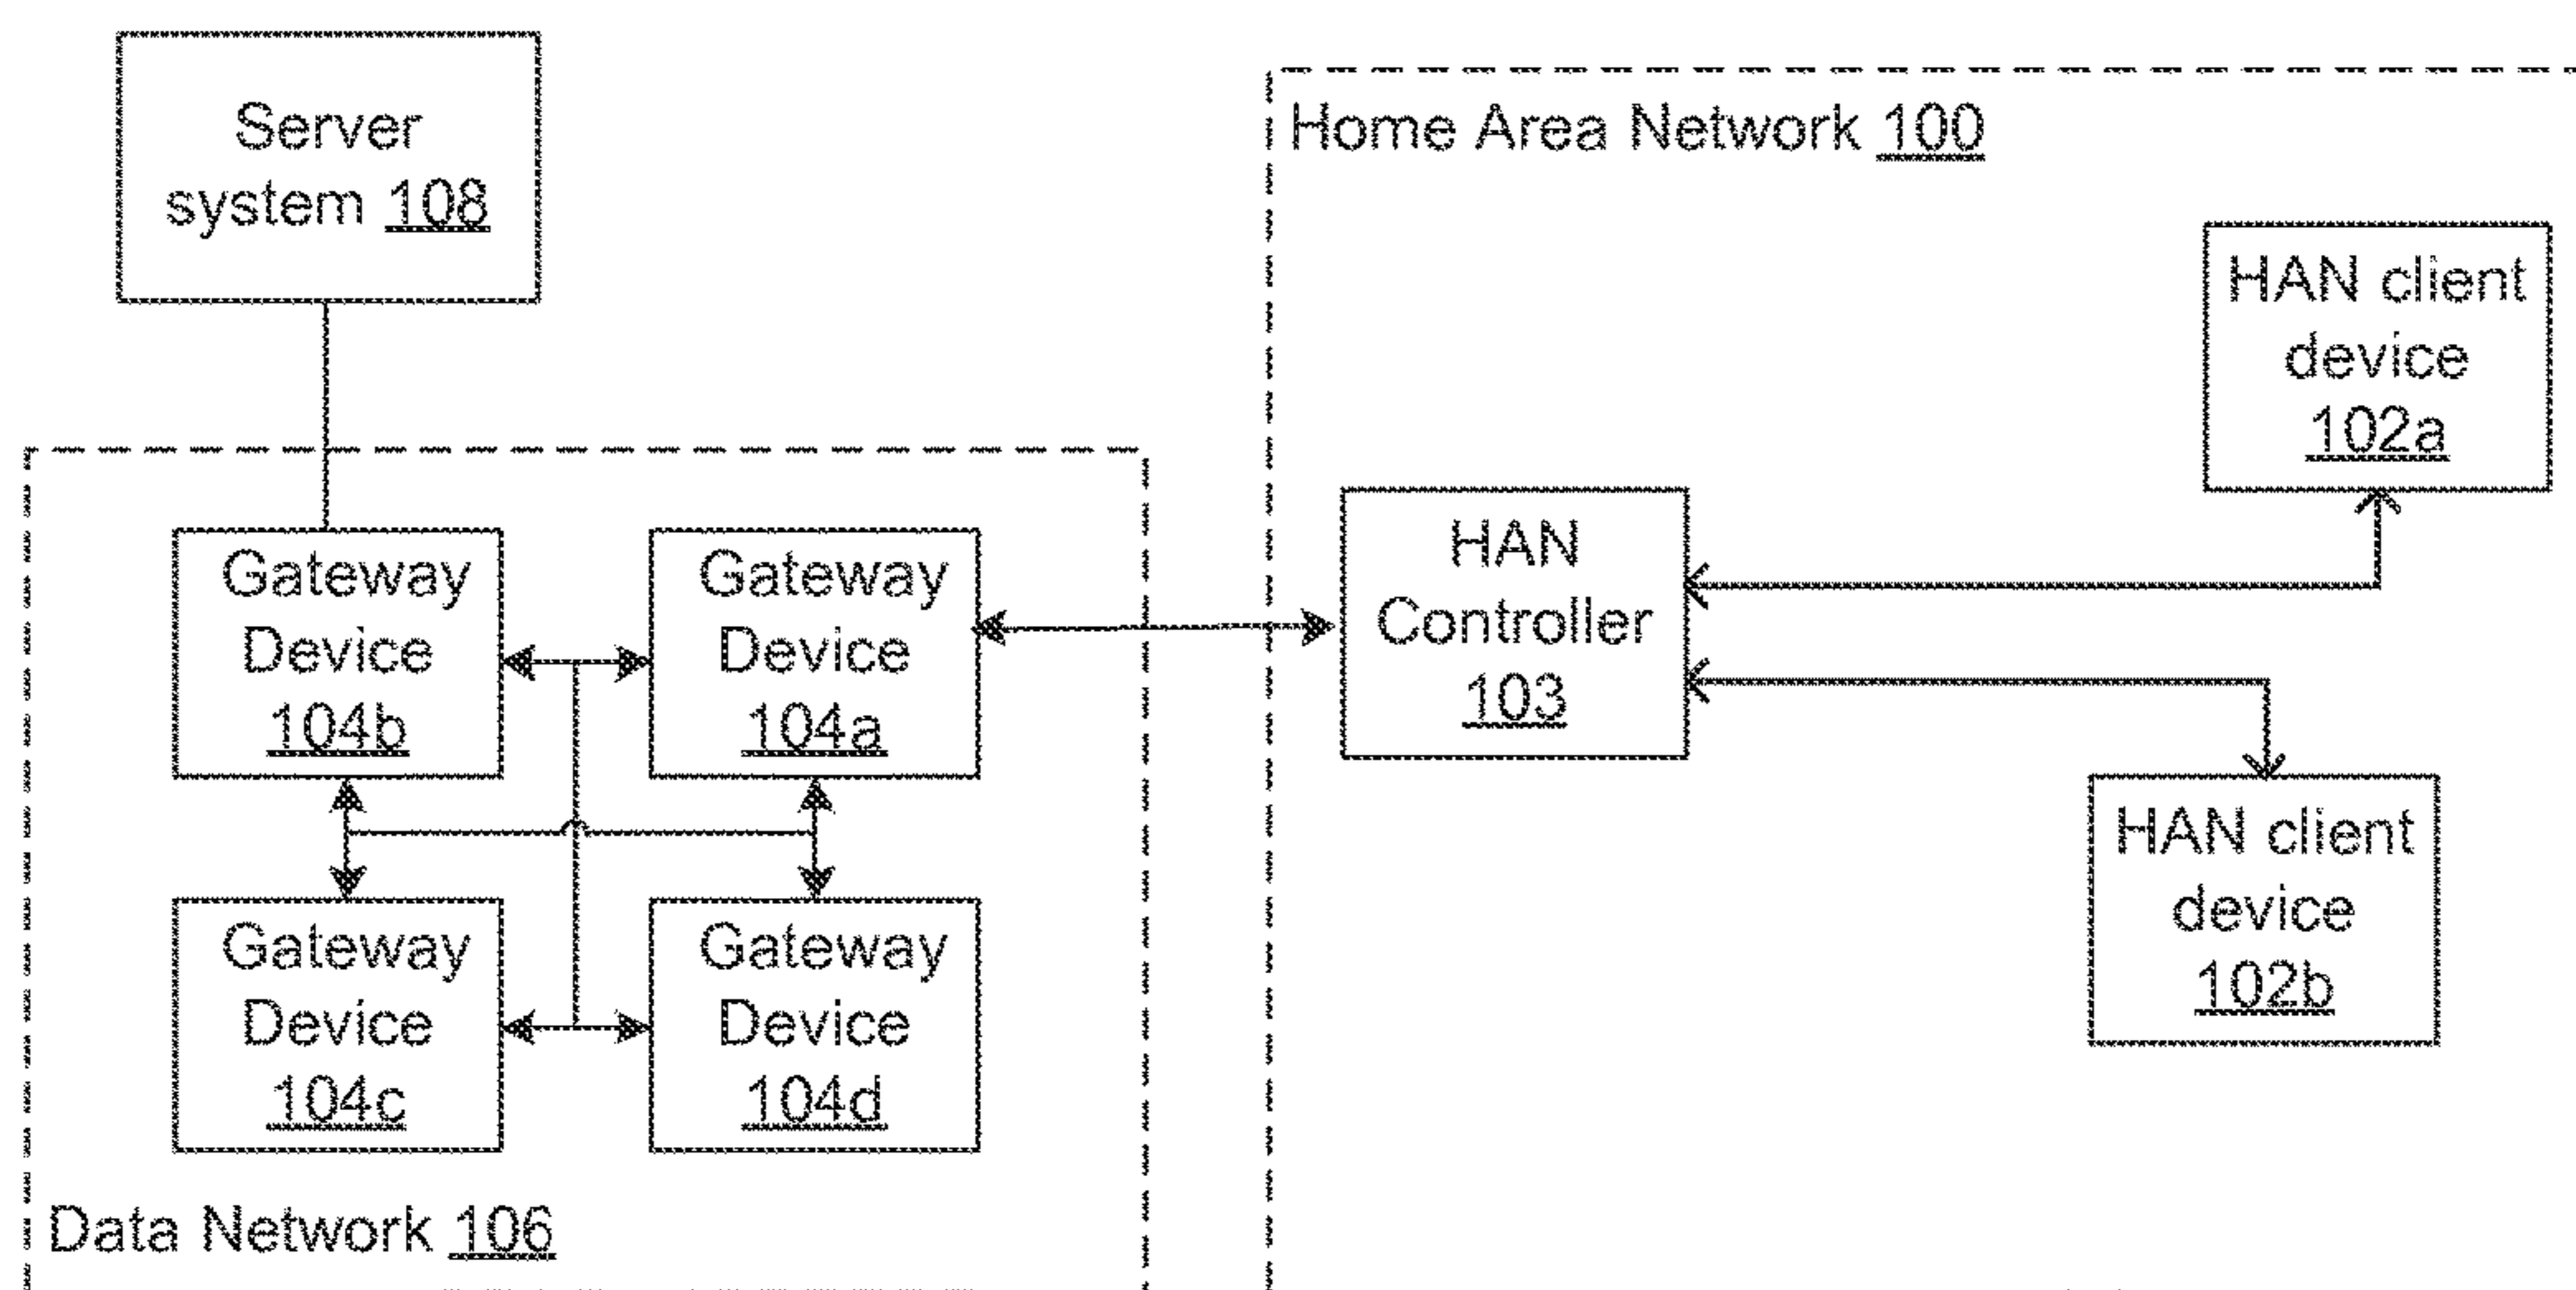 Server
system 108
Home Area Network 100
HAN client
device
102a
HAN
Controller
103
Gateway
Device
104b
Gateway
Device
104a
HAN client
device
102b
Gateway
Device
104c
Gateway
Device
104d
Data Network 106